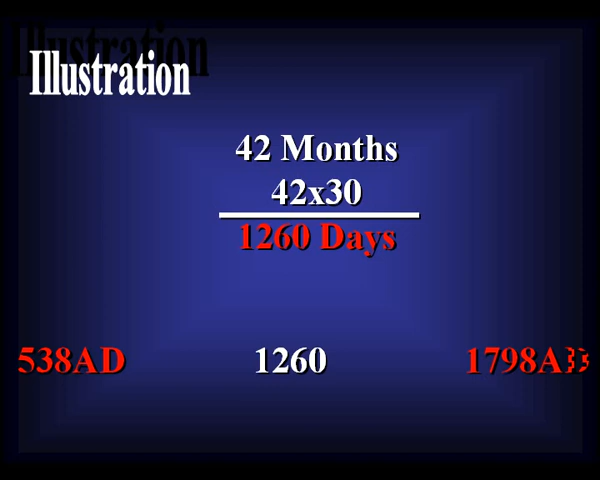 Illustration
42 Months
42x30
1260 Days
538AD 1260